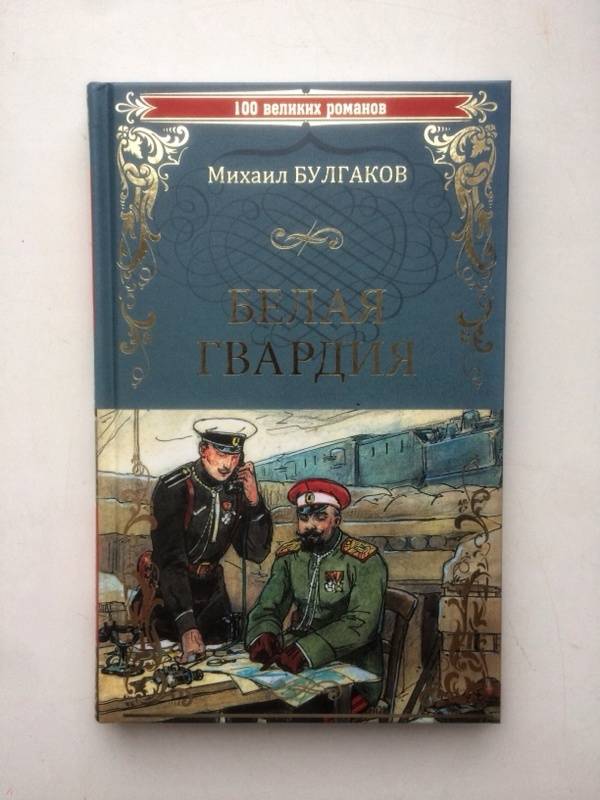 100 великих романов
Михаил БУЛГАКОВ
БЕЛАЯ
ГВАРДИЯ